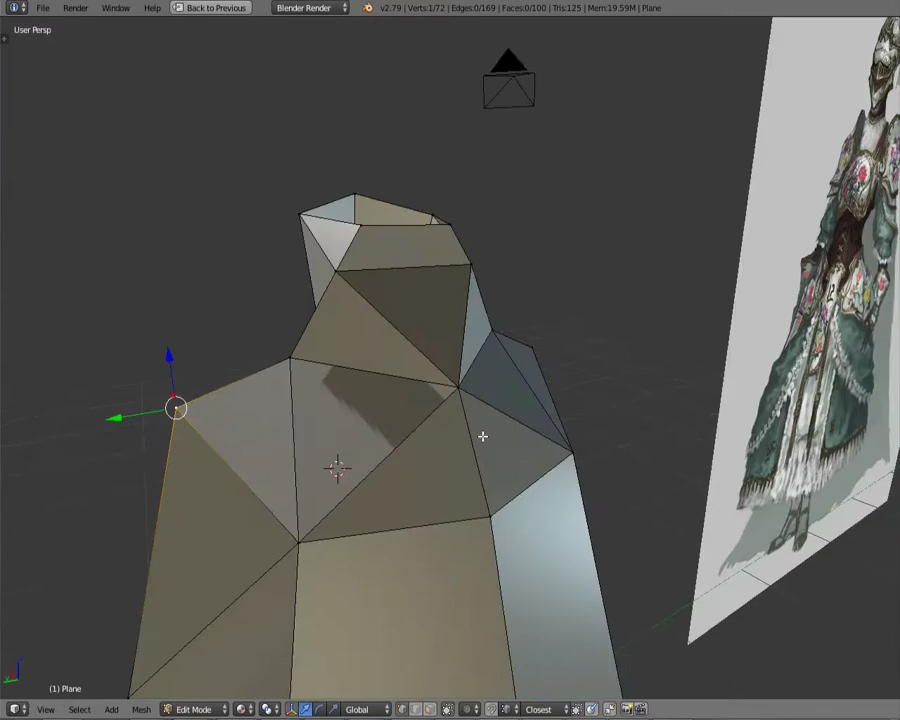 File Render Window Help Back to Previous Blender Render v2.79 | Verts:1/72 | Edges:0/169 | Faces:0/100 | Tris:125 | Mem:19.59M | Plane
User Persp
(1) Plane
View Select Add Mesh Edit Mode Global Closest